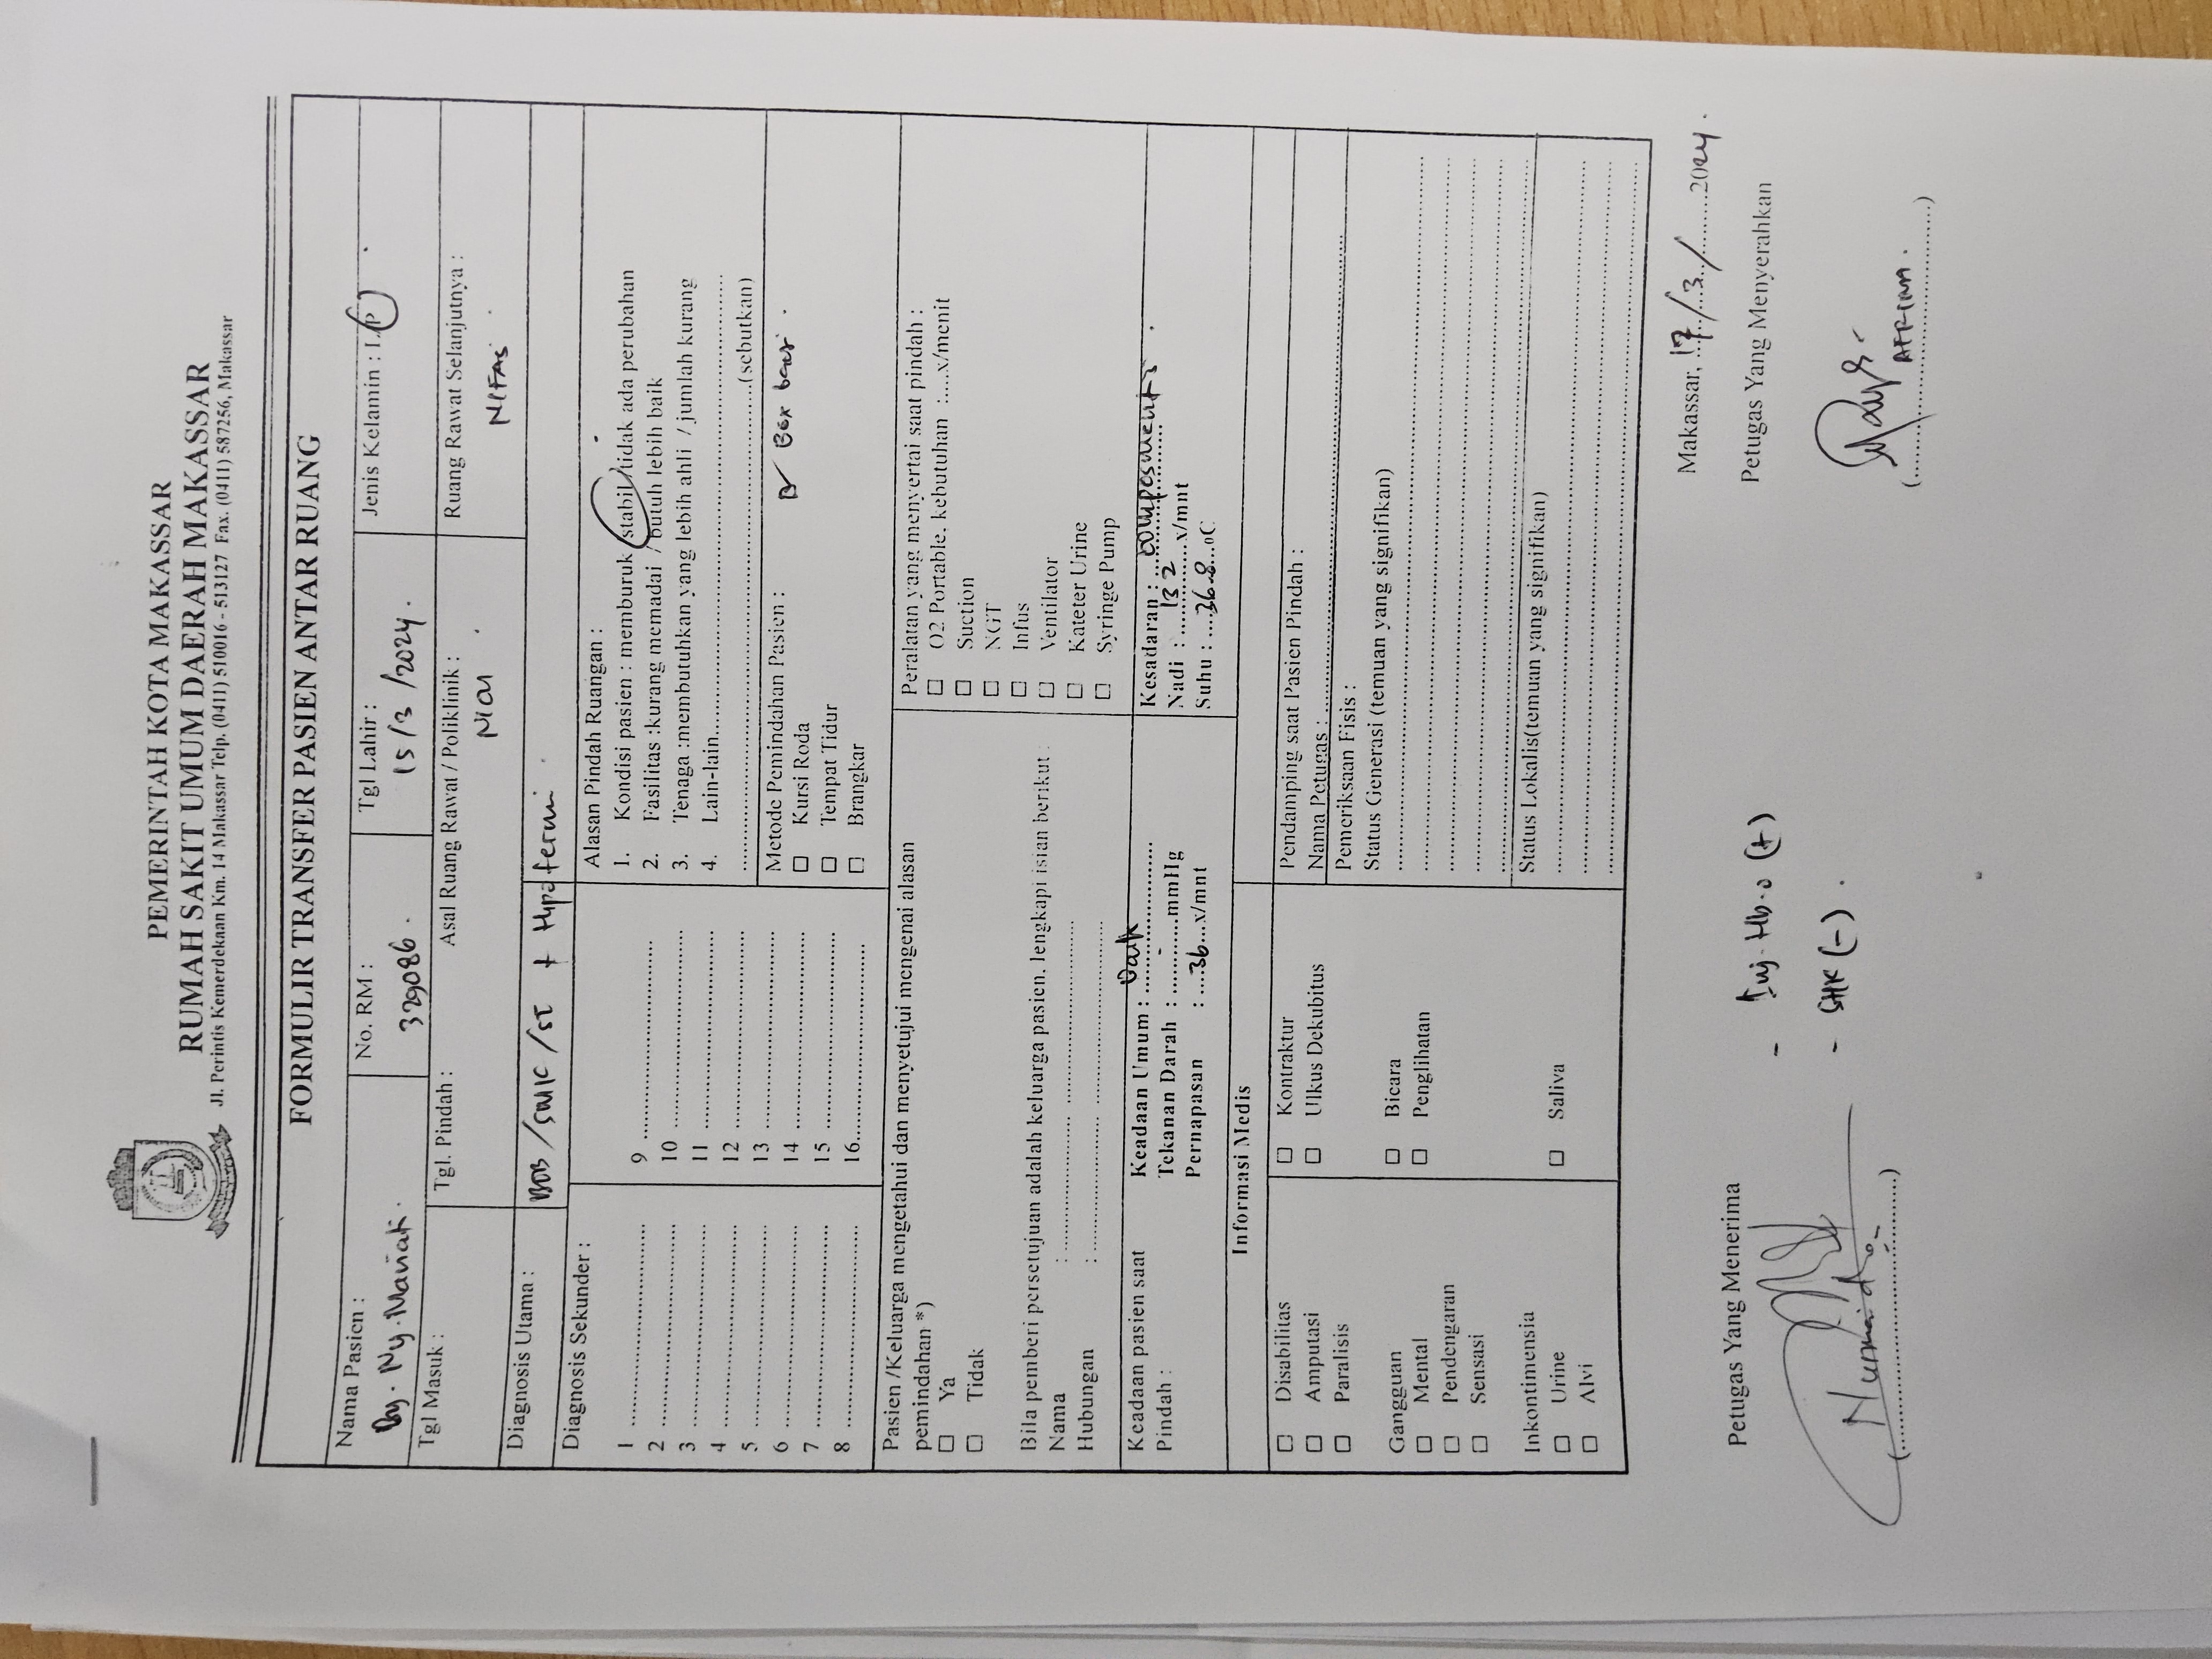 PEMERINTAH KOTA MAKASSAR
RUMAH SAKIT UMUM DAERAH MAKASSAR
Jl. Perintis Kemerdekaan Km. 14 Makassar Telp. (0411) 510016 - 513127 Fax. (0411) 587256, Makassar
FORMULIR TRANSFER PASIEN ANTAR RUANG
Nama Pasien :
By. Ny. Mariati.
No. RM :
329086.
Tgl Lahir :
15/3/2024.
Jenis Kelamin : L/P
Tgl Masuk :
Tgl. Pindah :
Asal Ruang Rawat / Poliklinik :
NICU
Ruang Rawat Selanjutnya :
NIFAS
Diagnosis Utama :
/SMK/SC + Hipotermi
Diagnosis Sekunder :
1 ..............................
2 ..............................
3 ..............................
4 ..............................
5 ..............................
6 ..............................
7 ..............................
8 ..............................
9 ..............................
10 ..............................
11 ..............................
12 ..............................
13 ..............................
14 ..............................
15 ..............................
16..............................
Alasan Pindah Ruangan :
1. Kondisi pasien : memburuk /stabil/tidak ada perubahan
2. Fasilitas :kurang memadai / butuh lebih baik
3. Tenaga :membutuhkan yang lebih ahli / jumlah kurang
4. Lain-lain..............................
..............................(sebutkan)
Metode Pemindahan Pasien :
☑ Box bayi.
☐ Kursi Roda
☐ Tempat Tidur
☐ Brangkar
Pasien /Keluarga mengetahui dan menyetujui mengenai alasan
pemindahan *)
☐ Ya
☐ Tidak
Bila pemberi persetujuan adalah keluarga pasien, lengkapi isian berikut :
Nama : ..............................
Hubungan : ..............................
Peralatan yang menyertai saat pindah :
☐ O2 Portable, kebutuhan :....x/menit
☐ Suction
☐ NGT
☐ Infus
☐ Ventilator
☐ Kateter Urine
☐ Syringe Pump
Keadaan pasien saat
Pindah :
Keadaan Umum : Baik
Tekanan Darah : ......-......mmHg
Pernapasan : ....36...x/mnt
Kesadaran : composmentis.
Nadi : ....132....x/mnt
Suhu : ....36.8...oC
Informasi Medis
☐ Disabilitas
☐ Amputasi
☐ Paralisis
Gangguan
☐ Mental
☐ Pendengaran
☐ Sensasi
Inkontimensia
☐ Urine
☐ Alvi
☐ Kontraktur
☐ Ulkus Dekubitus
☐ Bicara
☐ Penglihatan
☐ Saliva
Pendamping saat Pasien Pindah :
Nama Petugas : ..............................
Pemeriksaan Fisis :
Status Generasi (temuan yang signifikan)
Status Lokalis(temuan yang signifikan)
Makassar, 17/3/ 2024.
Petugas Yang Menerima
Petugas Yang Menyerahkan
- Inj. Hb.o (+)
- SHK (-).
(..............................)
AFRINA.
(..............................)